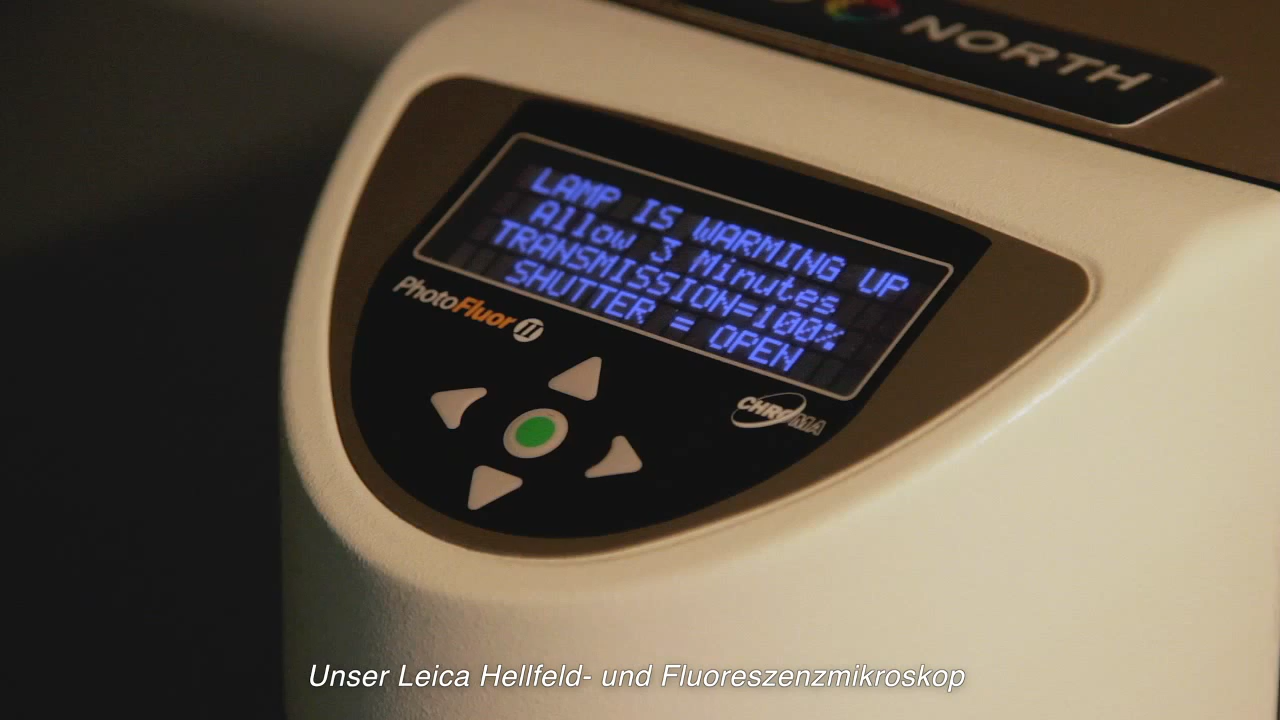 NORTH
LAMP IS WARMING UP
Allow 3 Minutes
TRANSMISSION=100%
SHUTTER = OPEN
PhotoFluor II
CHROMA
Unser Leica Hellfeld- und Fluoreszenzmikroskop